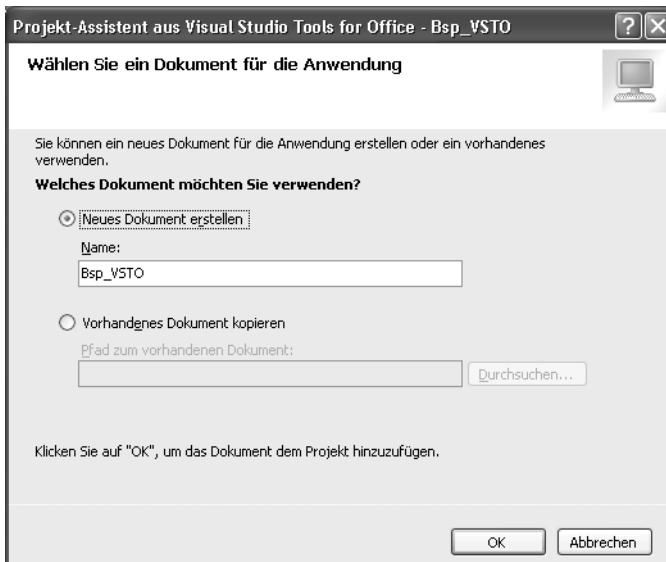 Projekt-Assistent aus Visual Studio Tools for Office - Bsp_VSTO
Wählen Sie ein Dokument für die Anwendung
Sie können ein neues Dokument für die Anwendung erstellen oder ein vorhandenes
verwenden.
Welches Dokument möchten Sie verwenden?
Neues Dokument erstellen
Name:
Bsp_VSTO
Vorhandenes Dokument kopieren
Pfad zum vorhandenen Dokument:
Durchsuchen...
Klicken Sie auf "OK", um das Dokument dem Projekt hinzuzufügen.
OK
Abbrechen